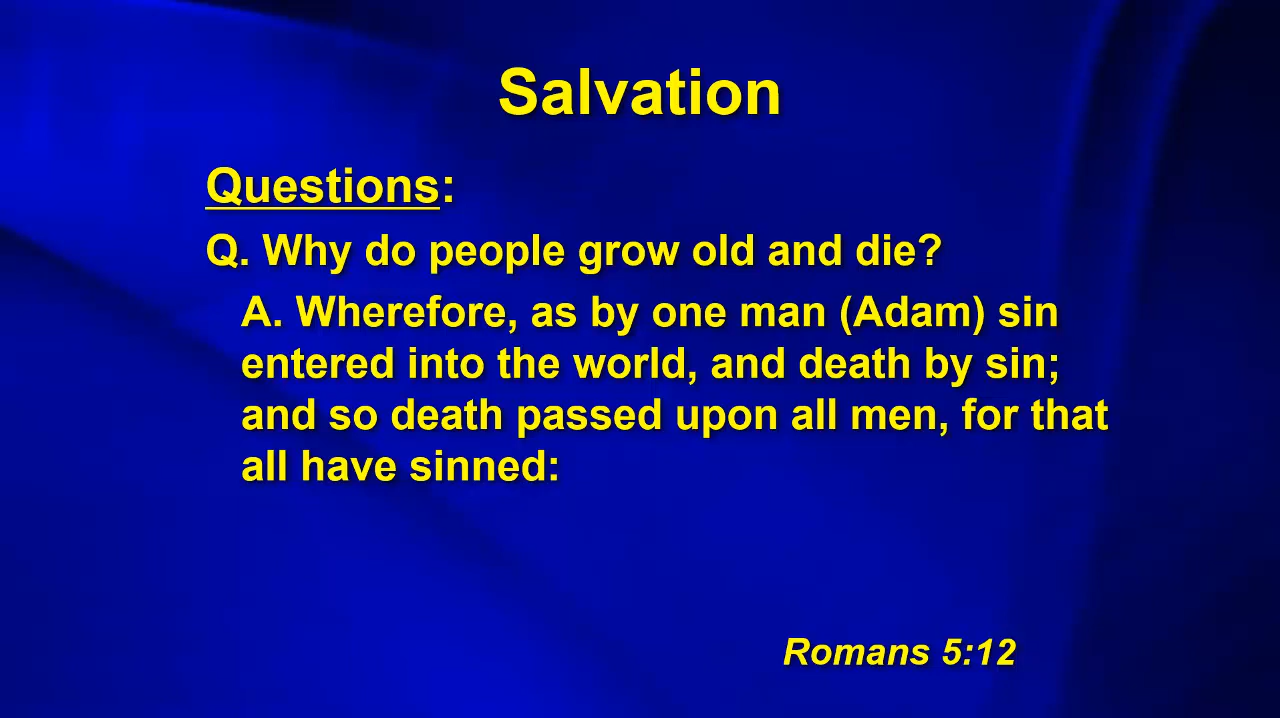 Salvation
Questions:
Q. Why do people grow old and die?
A. Wherefore, as by one man (Adam) sin
entered into the world, and death by sin;
and so death passed upon all men, for that
all have sinned:
Romans 5:12